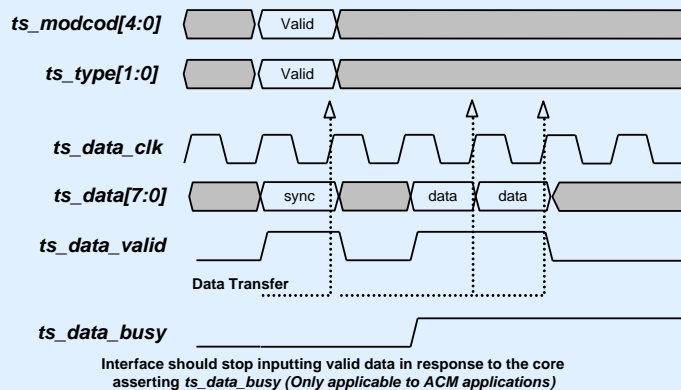 ts_modcod[4:0]
Valid
ts_type[1:0]
Valid
ts_data_clk
ts_data[7:0]
sync
data
data
ts_data_valid
Data Transfer
ts_data_busy
Interface should stop inputting valid data in response to the core
asserting ts_data_busy (Only applicable to ACM applications)